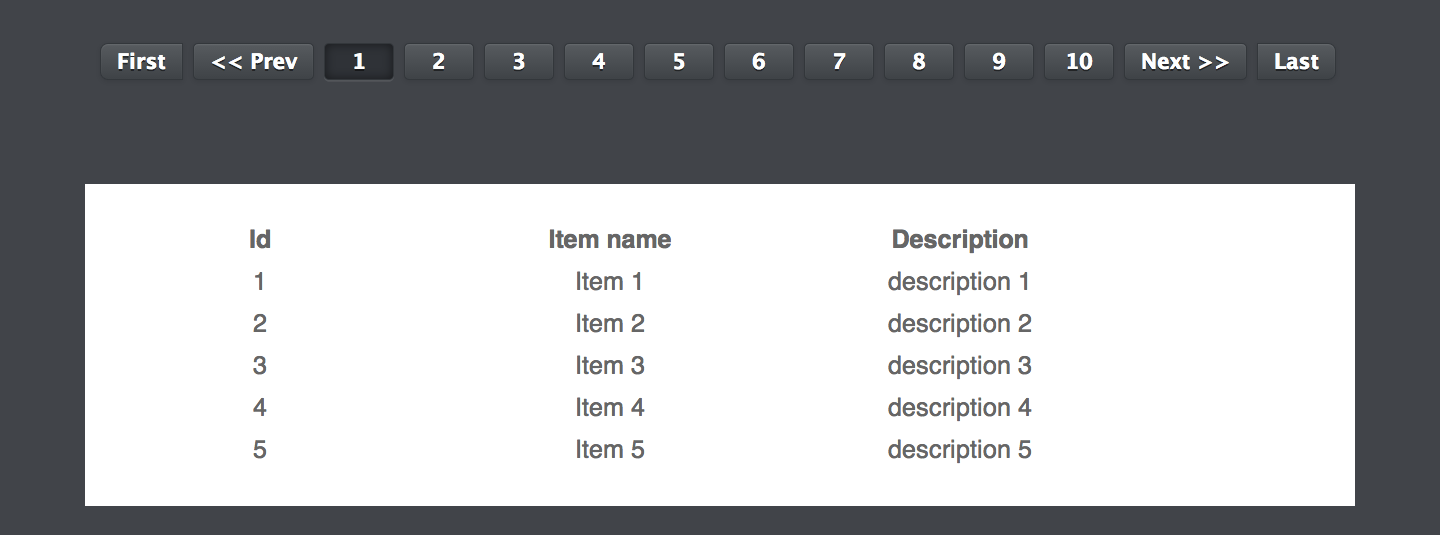 First << Prev 1 2 3 4 5 6 7 8 9 10 Next >> Last
Id Item name Description
1 Item 1 description 1
2 Item 2 description 2
3 Item 3 description 3
4 Item 4 description 4
5 Item 5 description 5